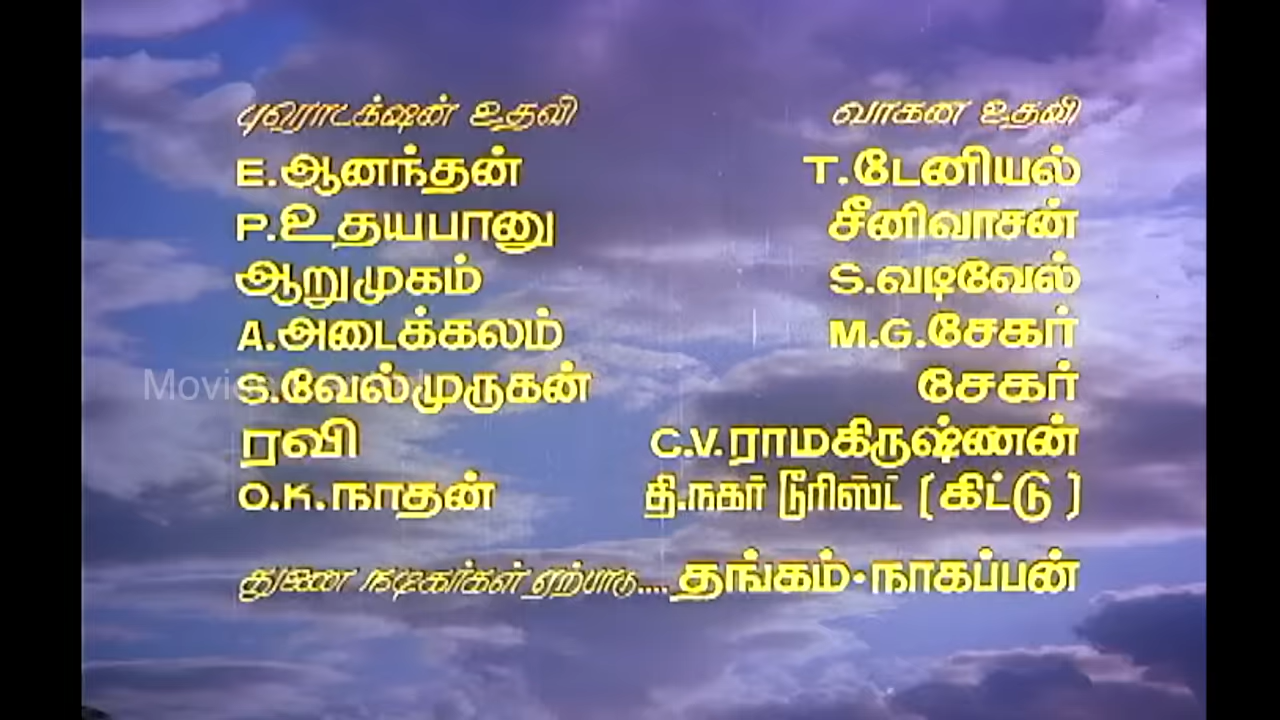 புரொடக்ஷன் உதவி
E.ஆனந்தன்
P.உதயபானு
ஆறுமுகம்
A.அடைக்கலம்
S.வேல்முருகன்
ரவி
O.K.நாதன்
வாகன உதவி
T.டேனியல்
சீனிவாசன்
S.வடிவேல்
M.G.சேகர்
சேகர்
C.V.ராமகிருஷ்ணன்
தி.நகர் டூரிஸ்ட் (கிட்டு)
துணை நடிகர்கள் ஏற்பாடு.... தங்கம்·நாகப்பன்